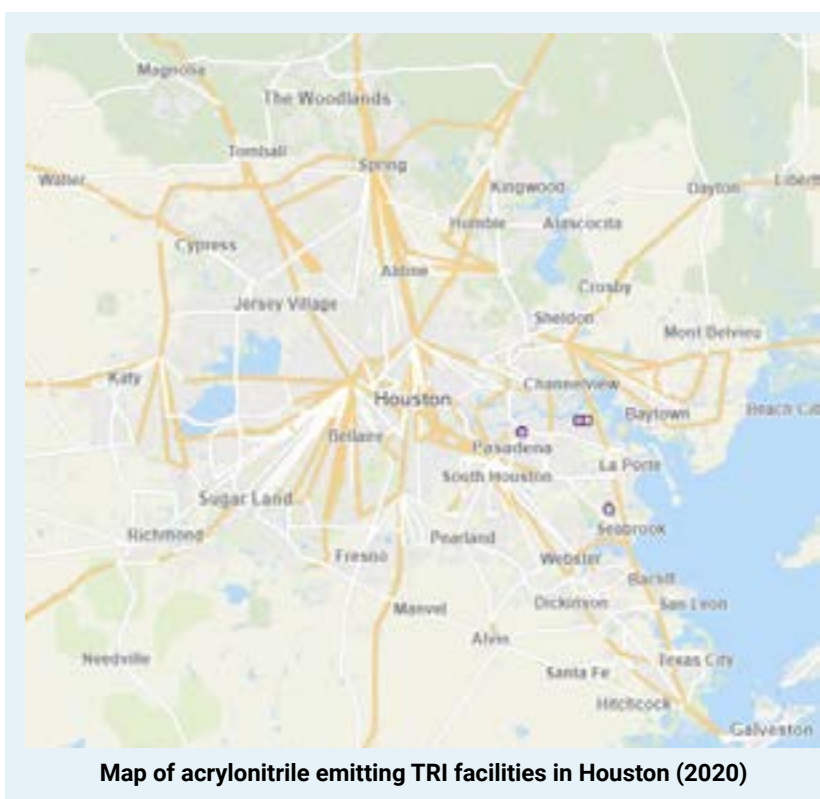 Magnolia
The Woodlands
Tomball
Spring
Waller
Kingwood
Dayton
Humble
Atascocita
Cypress
Aldine
Crosby
Jersey Village
Sheldon
Mont Belvieu
Katy
Channelview
Houston
Baytown
Beach Cit
Bellaire
Pasadena
La Porte
South Houston
Sugar Land
Seabrook
Richmond
Pearland
Fresno
Webster
Bacliff
Dickinson
San Leon
Manvel
Alvin
Needville
Texas City
Santa Fe
Hitchcock
Galveston
Map of acrylonitrile emitting TRI facilities in Houston (2020)